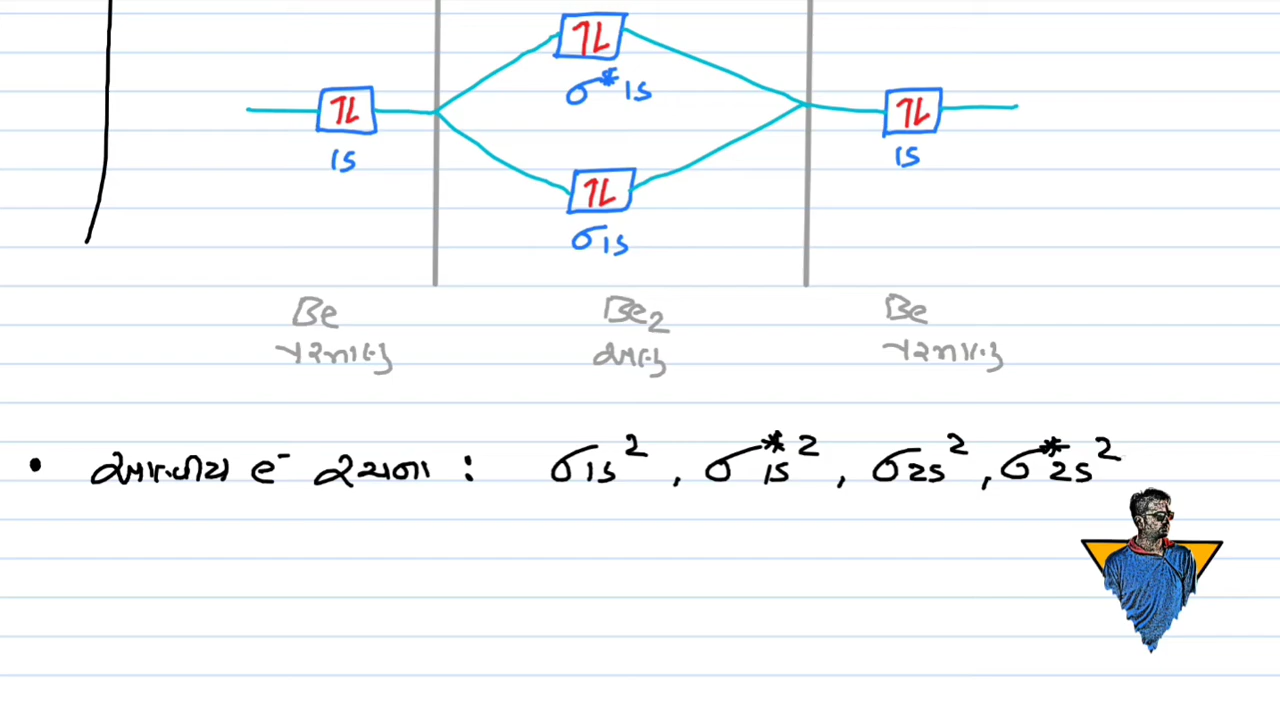 σ*1s
1s 1s
σ1s
Be Be₂ Be
પરમાણુ અણુ પરમાણુ
• આણ્વીય e⁻ રચના : σ1s², σ*1s², σ2s², σ*2s²